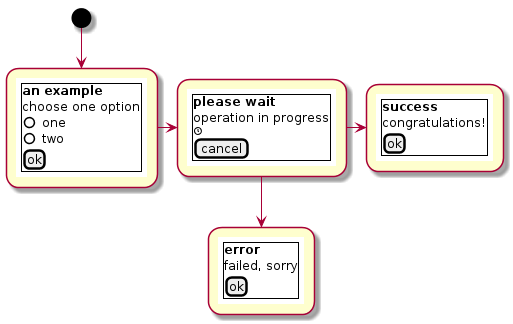 an example
choose one option
one
two
ok
please wait
operation in progress
cancel
success
congratulations!
ok
error
failed, sorry
ok